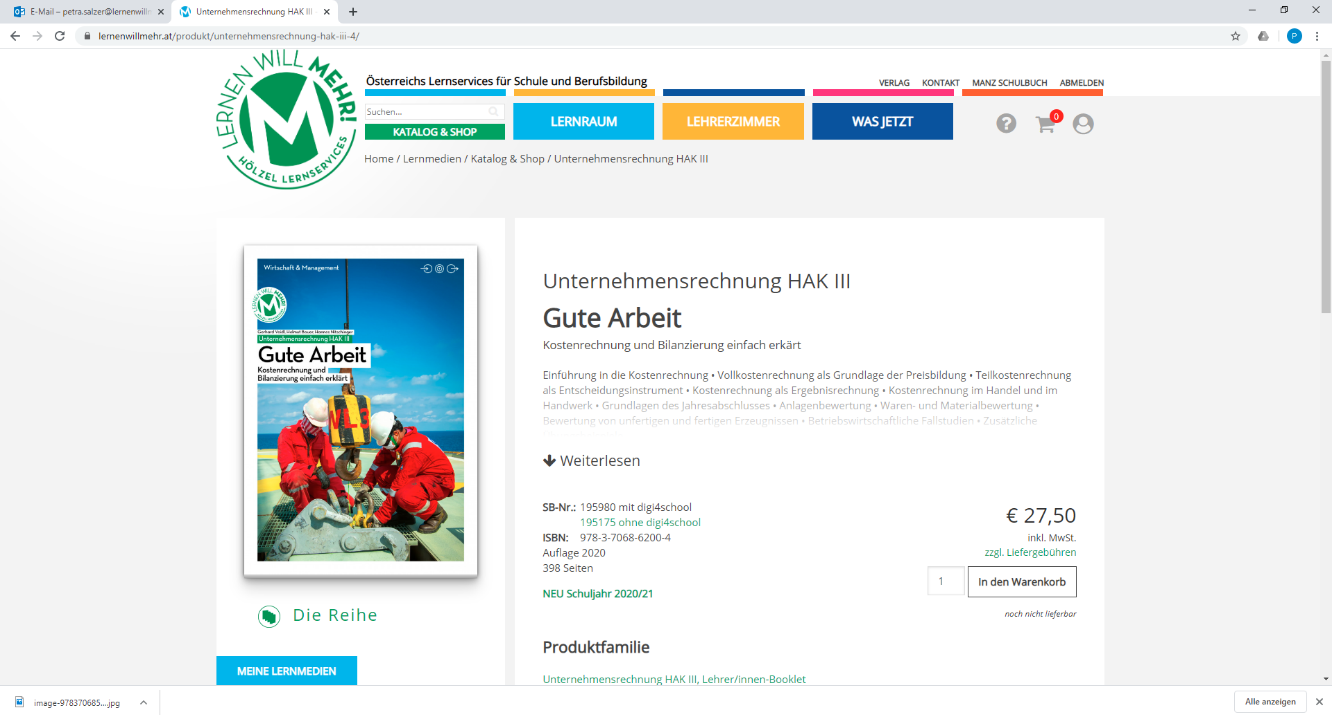 E-Mail – petra.salzer@lernenwillm
Unternehmensrechnung HAK III -
lernenwillmehr.at/produkt/unternehmensrechnung-hak-iii-4/
P
LERNEN WILL MEHR!
M
HÖLZEL LERNSERVICES
Österreichs Lernservices für Schule und Berufsbildung
VERLAG KONTAKT MANZ SCHULBUCH ABMELDEN
Suchen...
KATALOG & SHOP
LERNRAUM
LEHRERZIMMER
WAS JETZT
0
Home / Lernmedien / Katalog & Shop / Unternehmensrechnung HAK III
Wirtschaft & Management
LERNEN WILL MEHR!
M
Unternehmensrechnung HAK III
Gute Arbeit
Kostenrechnung und
Bilanzierung einfach erklärt
Die Reihe
MEINE LERNMEDIEN
Unternehmensrechnung HAK III
Gute Arbeit
Kostenrechnung und Bilanzierung einfach erkärt
Einführung in die Kostenrechnung • Vollkostenrechnung als Grundlage der Preisbildung • Teilkostenrechnung
als Entscheidungsinstrument • Kostenrechnung als Ergebnisrechnung • Kostenrechnung im Handel und im
Handwerk • Grundlagen des Jahresabschlusses • Anlagenbewertung • Waren- und Materialbewertung •
Bewertung von unfertigen und fertigen Erzeugnissen • Betriebswirtschaftliche Fallstudien • Zusätzliche
Weiterlesen
SB-Nr.: 195980 mit digi4school
195175 ohne digi4school
ISBN: 978-3-7068-6200-4
Auflage 2020
398 Seiten
NEU Schuljahr 2020/21
€ 27,50
inkl. MwSt.
zzgl. Liefergebühren
1 In den Warenkorb
noch nicht lieferbar
Produktfamilie
Unternehmensrechnung HAK III, Lehrer/innen-Booklet
image-978370685....jpg
Alle anzeigen